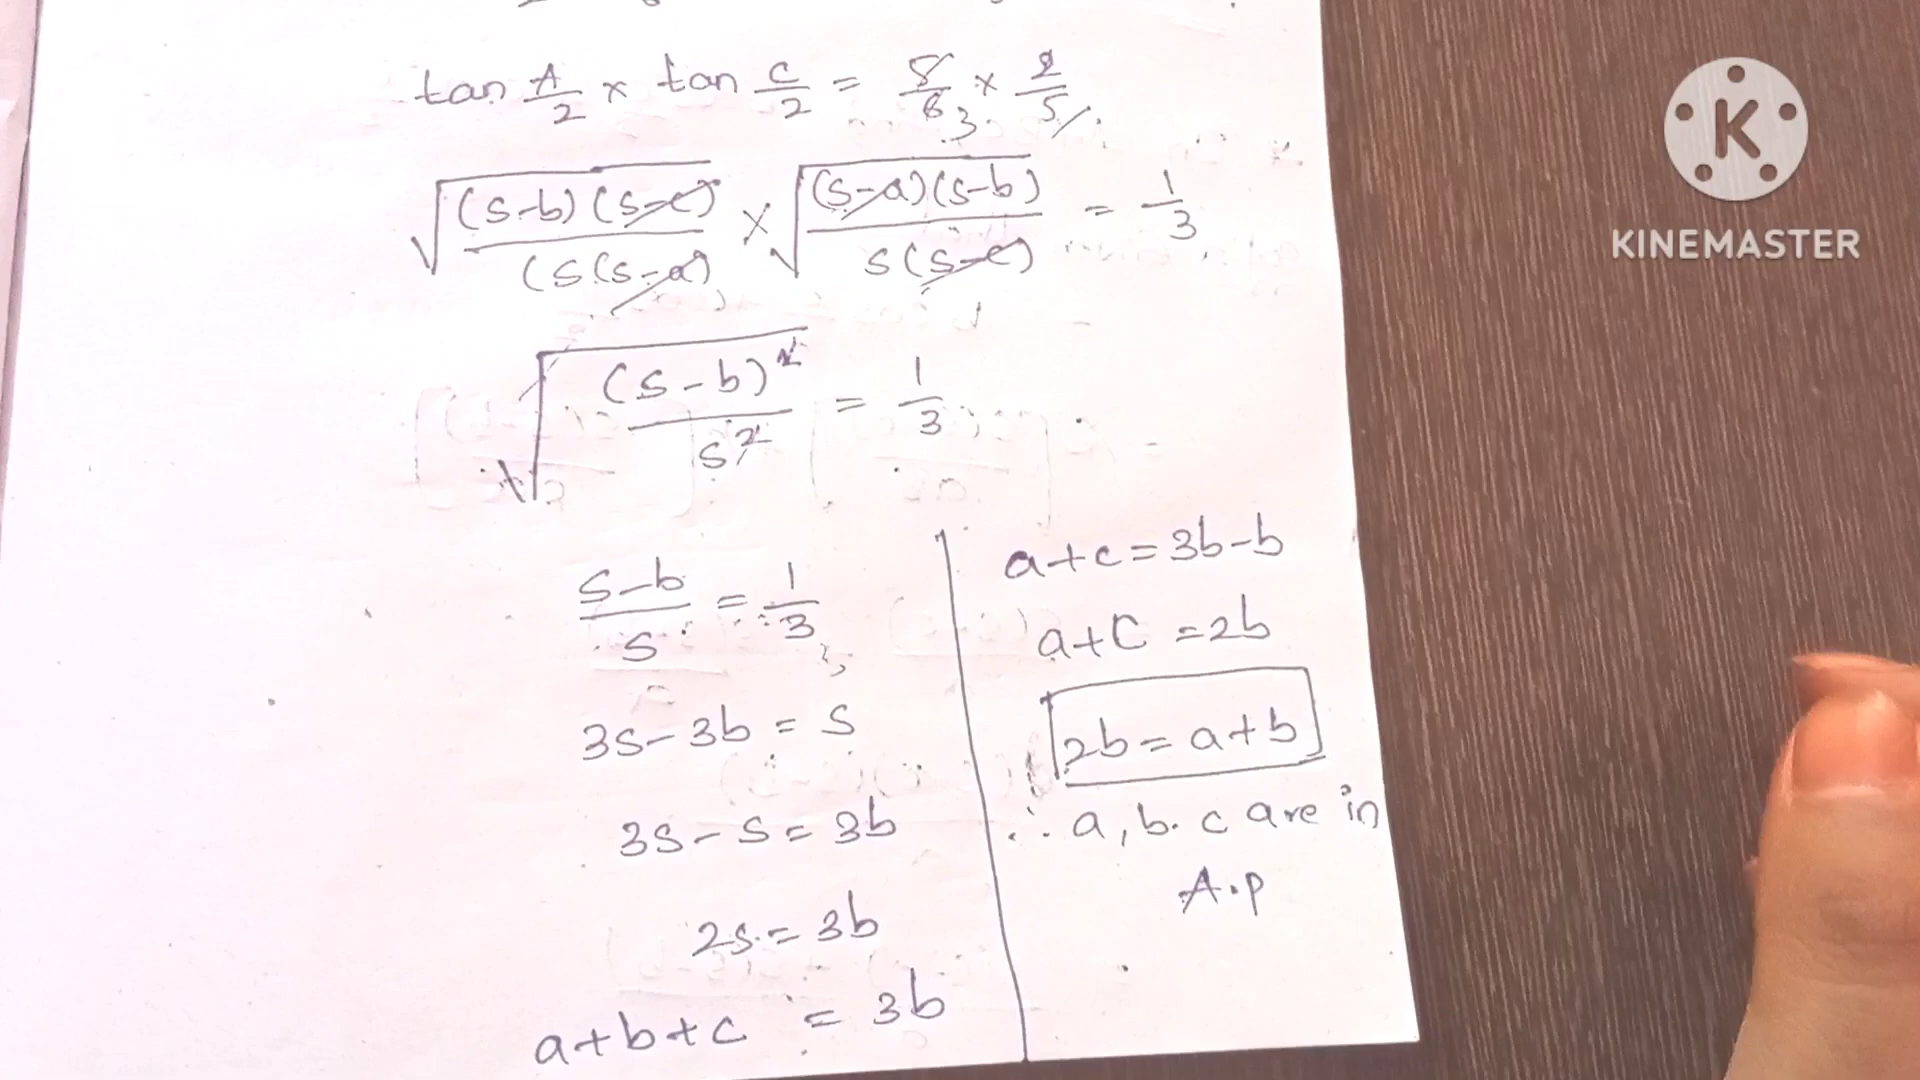 tan A/2 × tan C/2 = 5/6 3 × 2/5
√((s-b)(s-c)/(s(s-a)) × √((s-a)(s-b)/s(s-c)) = 1/3
√((s-b)²/s²) = 1/3
s-b/s = 1/3
3s-3b = s
3s-s = 3b
2s = 3b
a+b+c = 3b
a+c = 3b-b
a+C = 2b
2b = a+b
∴ a, b. c are in
A.p
K
KINEMASTER